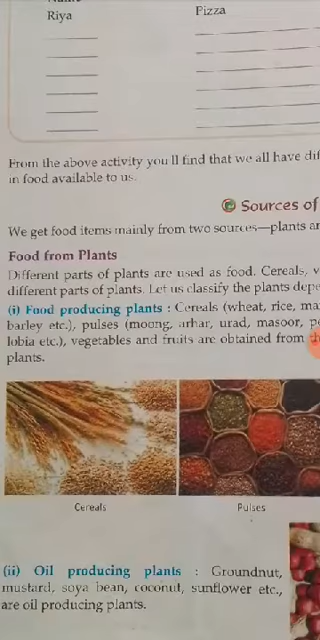 Riya Pizza
From the above activity you ll find that we all have
in food available to us.
Sources of
We get food items mainly from two sources—plants
Food from Plants
Different parts of plants are used as food. Cereals,
different parts of plants. Let us classify the plants
(i) Food producing plants : Cereals (wheat, rice,
barley etc.), pulses (moong, arhar, urad, masoor,
lobia etc.), vegetables and fruits are obtained from
plants.
Cereals Pulses
(ii) Oil producing plants : Groundnut,
mustard, soya bean, coconut, sunflower etc.,
are oil producing plants.